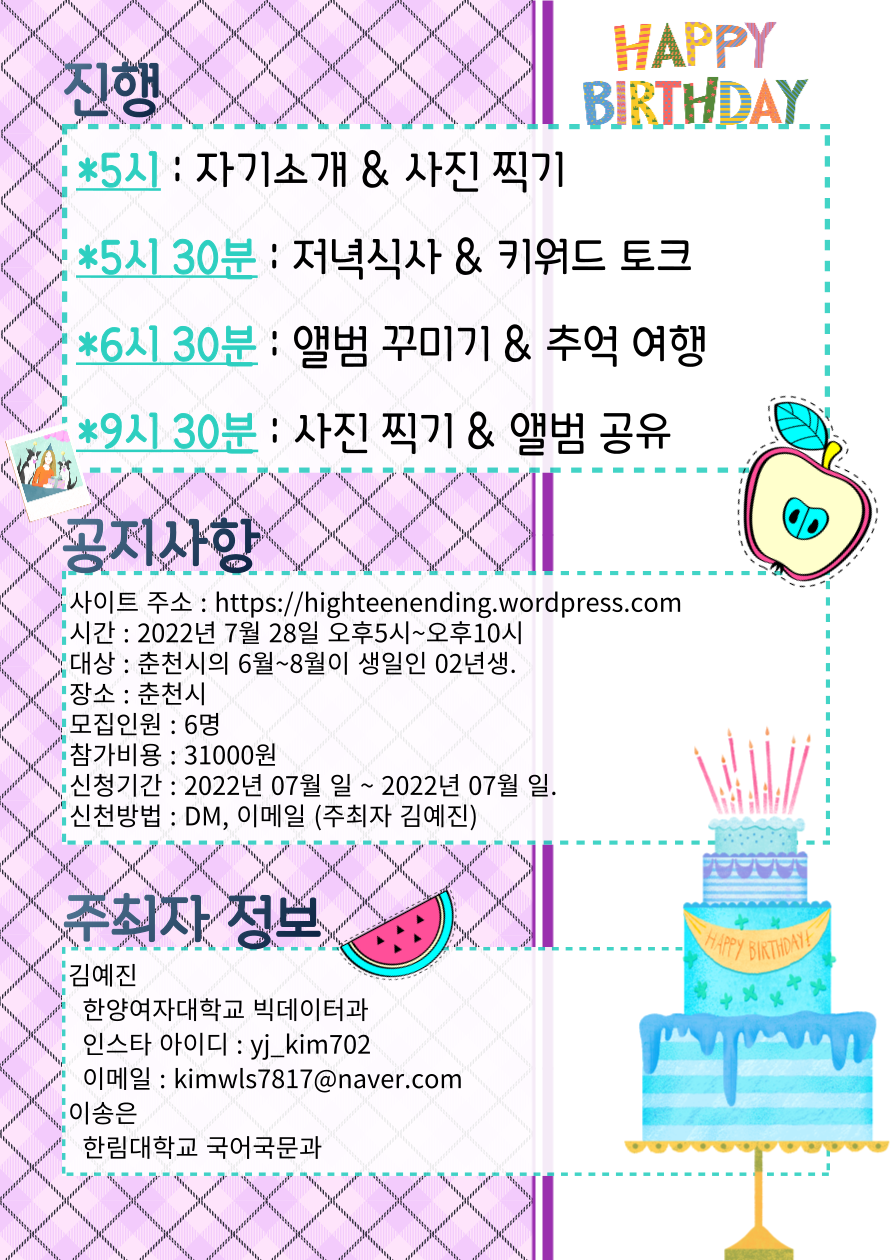 HAPPY
BIRTHDAY
진행
*5시 : 자기소개 & 사진 찍기
*5시 30분 : 저녁식사 & 키워드 토크
*6시 30분 : 앨범 꾸미기 & 추억 여행
*9시 30분 : 사진 찍기 & 앨범 공유
공지사항
사이트 주소 : https://highteenending.wordpress.com
시간 : 2022년 7월 28일 오후5시~오후10시
대상 : 춘천시의 6월~8월이 생일인 02년생.
장소 : 춘천시
모집인원 : 6명
참가비용 : 31000원
신청기간 : 2022년 07월 일 ~ 2022년 07월 일.
신천방법 : DM, 이메일 (주최자 김예진)
주최자 정보
HAPPY BIRTHDAY!
김예진
한양여자대학교 빅데이터과
인스타 아이디 : yj_kim702
이메일 : kimwls7817@naver.com
이송은
한림대학교 국어국문과